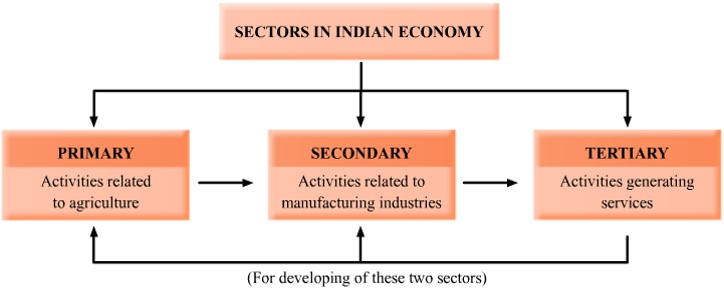 SECTORS IN INDIAN ECONOMY
PRIMARY
Activities related
to agriculture
SECONDARY
Activities related to
manufacturing industries
TERTIARY
Activities generating
services
(For developing of these two sectors)